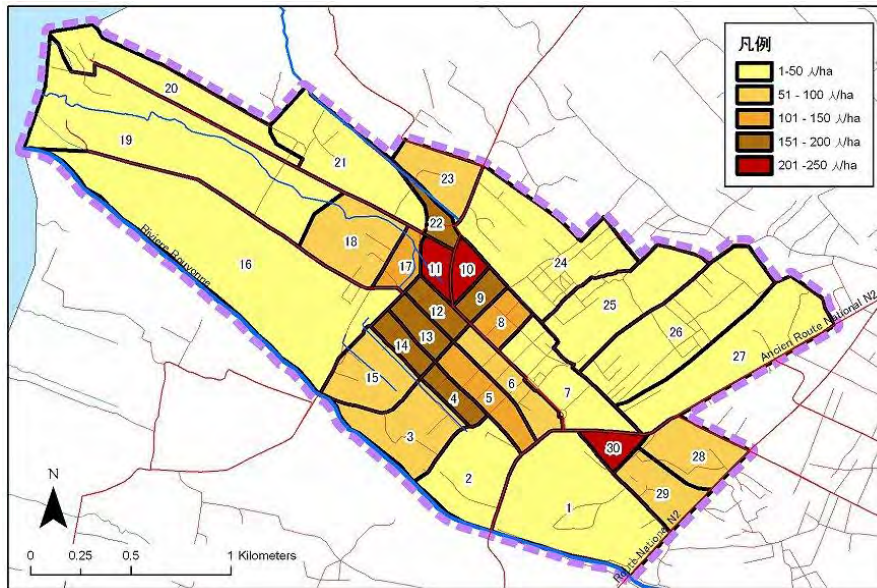 凡例
1-50 人/ha
51 - 100 人/ha
101 - 150 人/ha
151 - 200 人/ha
201 -250 人/ha
20
19
21
23
22
18
16
17
11
10
24
9
25
12
8
26
13
14
27
15
6
7
5
4
3
30
28
2
29
1
Riviere Rouyonne
Ancien Route National N2
Route National N2
N
0 0.25 0.5 1 Kilometers